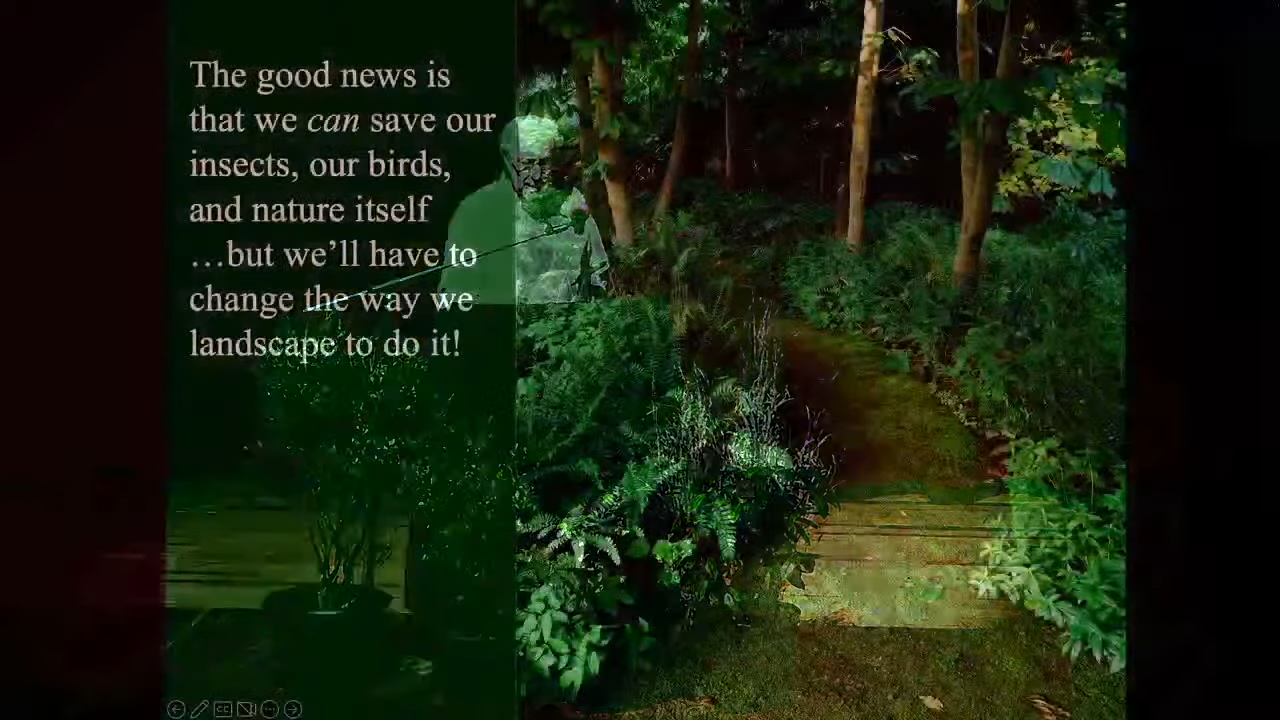 The good news is
that we can save our
insects, our birds,
and nature itself
…but we’ll have to
change the way we
landscape to do it!